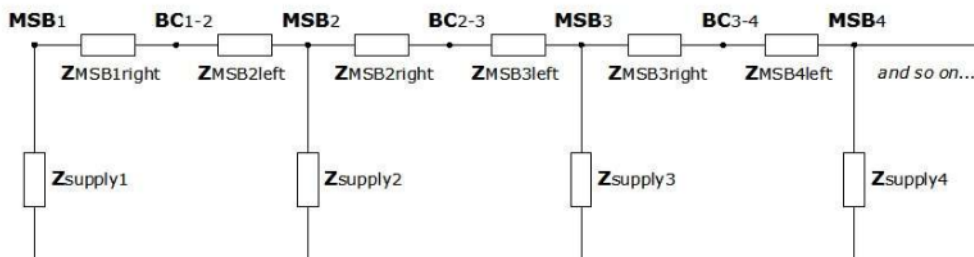 MSB1 BC1-2 MSB2 BC2-3 MSB3 BC3-4 MSB4
ZMSB1right ZMSB2left ZMSB2right ZMSB3left ZMSB3right ZMSB4left and so on...
Zsupply1 Zsupply2 Zsupply3 Zsupply4